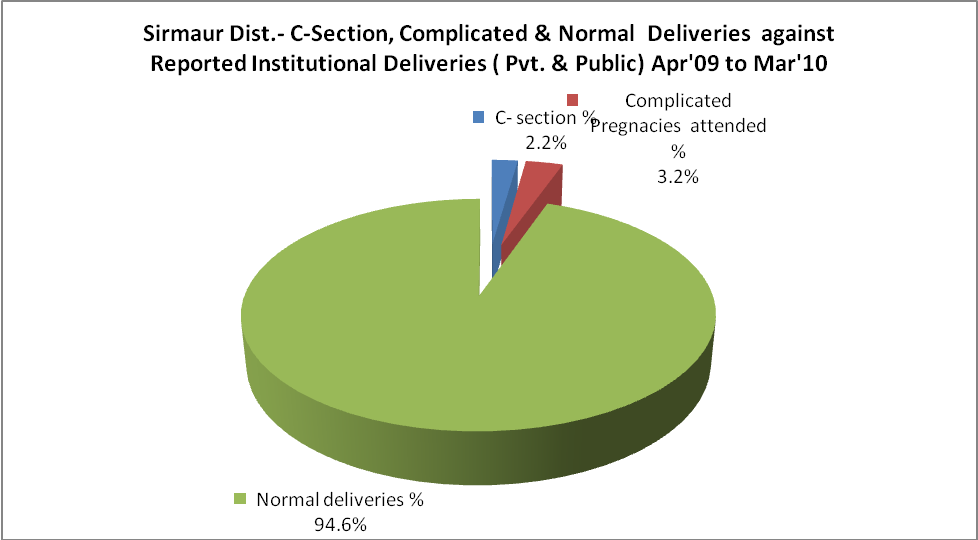 Sirmaur Dist.- C-Section, Complicated & Normal Deliveries against
Reported Institutional Deliveries ( Pvt. & Public) Apr'09 to Mar'10
C- section %
2.2%
Complicated
Pregnacies attended
%
3.2%
Normal deliveries %
94.6%